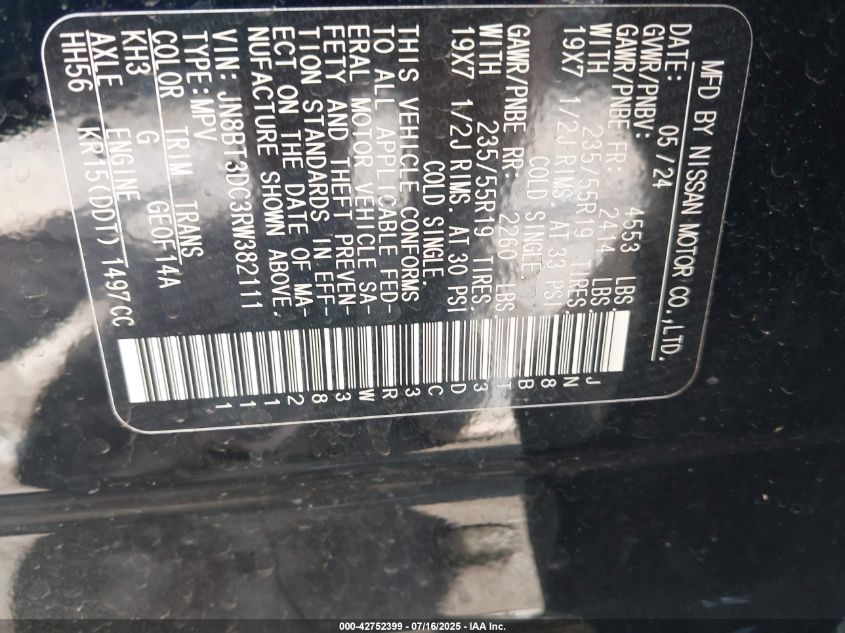 MFD BY NISSAN MOTOR CO.,LTD.
DATE: 05/24
GVWR/PNBV: 4553 LBS.
GAWR/PNBE FR: 2414 LBS.
WITH 235/55R19 TIRES.
19X7 1/2J RIMS. AT 33 PSI
COLD SINGLE.
GAWR/PNBE RR: 2260 LBS.
WITH 235/55R19 TIRES.
19X7 1/2J RIMS. AT 30 PSI
COLD SINGLE.
THIS VEHICLE CONFORMS
TO ALL APPLICABLE FED-
ERAL MOTOR VEHICLE SA-
FETY AND THEFT PREVEN-
TION STANDARDS IN EFF-
ECT ON THE DATE OF MA-
NUFACTURE SHOWN ABOVE.
VIN: JN8BT3DC3RW382111
TYPE: MPV
COLOR TRIM TRANS
KH3 G GE0F14A
AXLE ENGINE
HH56 KR15(DDT) 1497CC
JN8BT3DC3RW382111
000-42752399 - 07/16/2025 - IAA Inc.